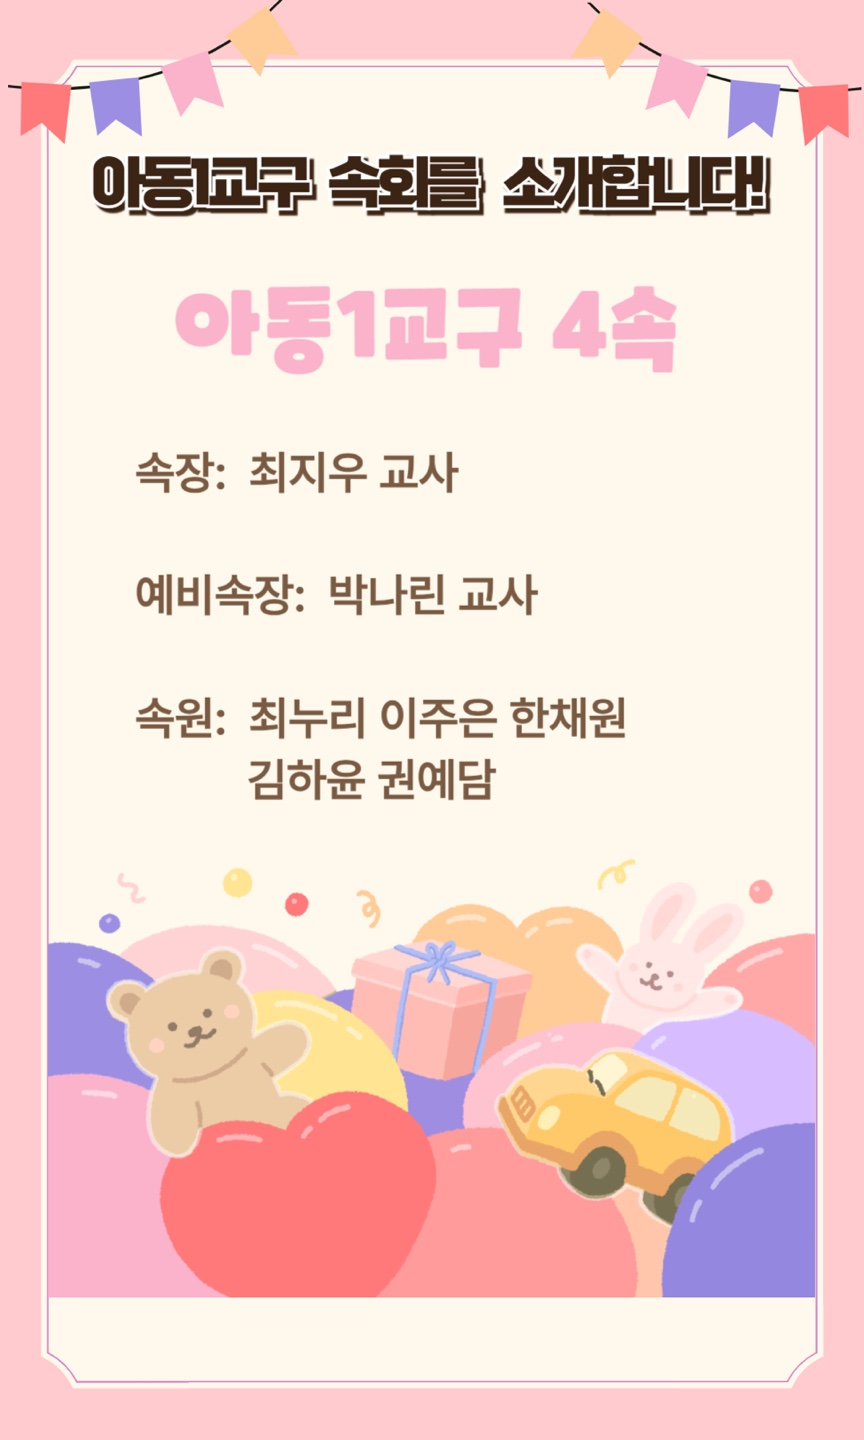 아동1교구 속회를 소개합니다!
아동1교구 4속
속장: 최지우 교사
예비속장: 박나린 교사
속원: 최누리 이주은 한채원
김하윤 권예담